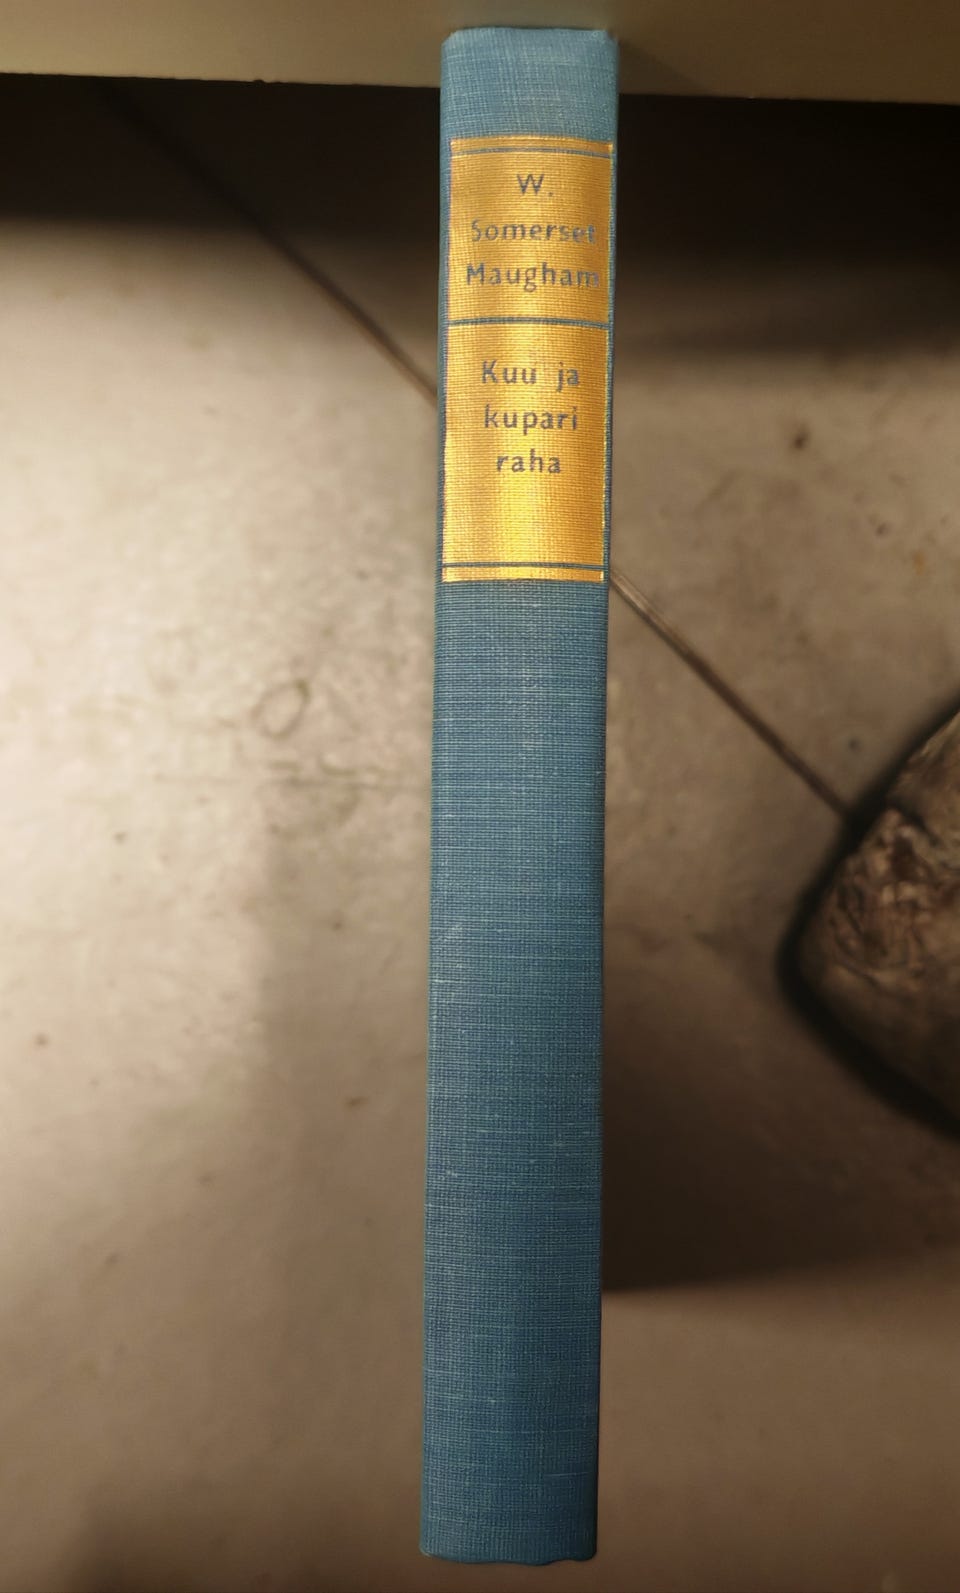 W.
Somerset
Maugham
Kuu ja
kupari
raha